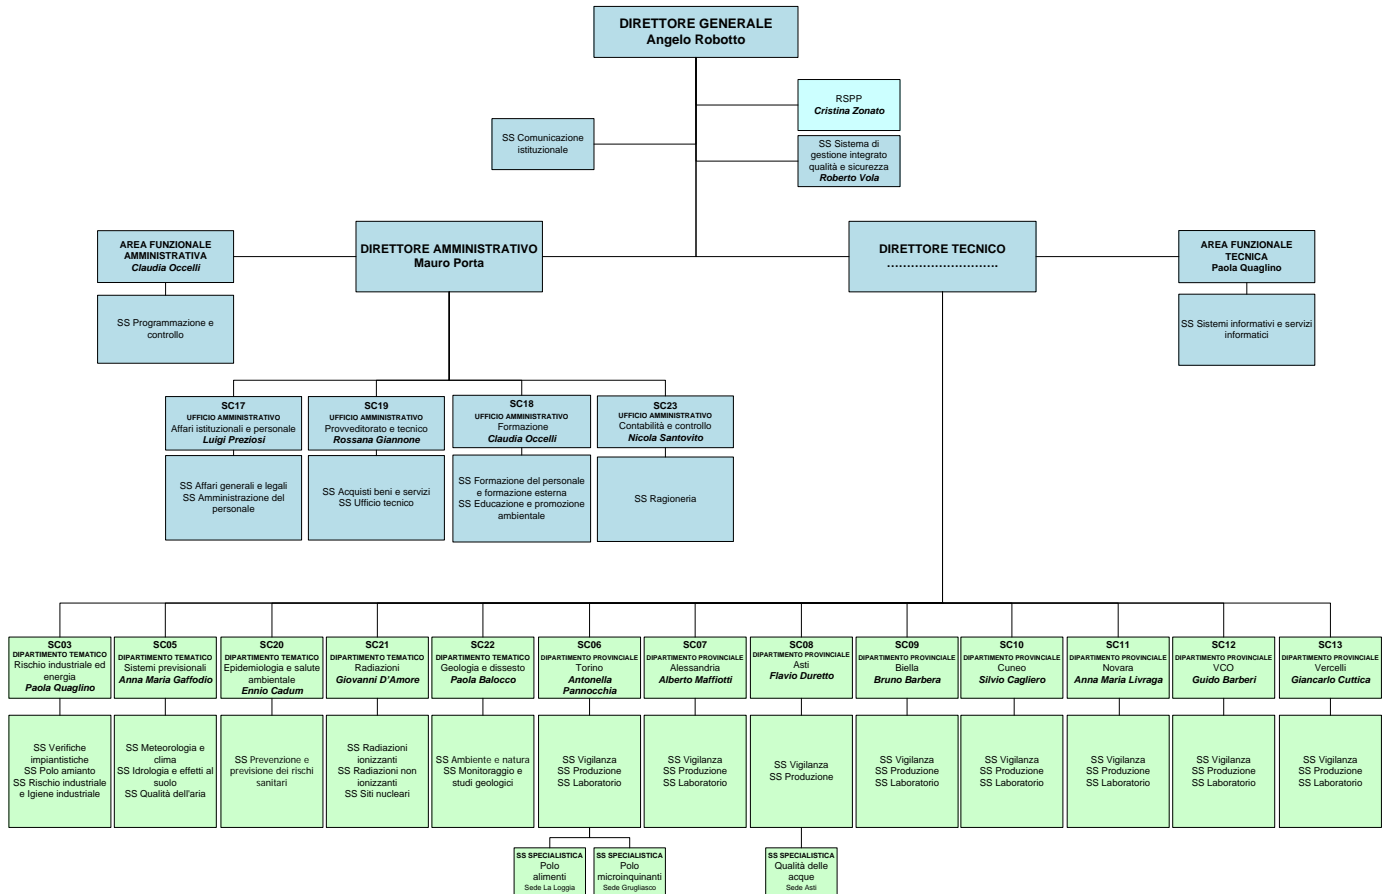 DIRETTORE GENERALE
Angelo Robotto
RSPP
Cristina Zonato
SS Comunicazione
istituzionale
SS Sistema di
gestione integrato
qualità e sicurezza
Roberto Vola
AREA FUNZIONALE
AMMINISTRATIVA
Claudia Occelli
DIRETTORE AMMINISTRATIVO
Mauro Porta
DIRETTORE TECNICO
............................
AREA FUNZIONALE
TECNICA
Paola Quaglino
SS Programmazione e
controllo
SS Sistemi informativi e servizi
informatici
SC17
UFFICIO AMMINISTRATIVO
Affari istituzionali e personale
Luigi Preziosi
SC19
UFFICIO AMMINISTRATIVO
Provveditorato e tecnico
Rossana Giannone
SC18
UFFICIO AMMINISTRATIVO
Formazione
Claudia Occelli
SC23
UFFICIO AMMINISTRATIVO
Contabilità e controllo
Nicola Santovito
SS Affari generali e legali
SS Amministrazione del
personale
SS Acquisti beni e servizi
SS Ufficio tecnico
SS Formazione del personale
e formazione esterna
SS Educazione e promozione
ambientale
SS Ragioneria
SC03
DIPARTIMENTO TEMATICO
Rischio industriale ed
energia
Paola Quaglino
SC05
DIPARTIMENTO TEMATICO
Sistemi previsionali
Anna Maria Gaffodio
SC20
DIPARTIMENTO TEMATICO
Epidemiologia e salute
ambientale
Ennio Cadum
SC21
DIPARTIMENTO TEMATICO
Radiazioni
Giovanni D'Amore
SC22
DIPARTIMENTO TEMATICO
Geologia e dissesto
Paola Balocco
SC06
DIPARTIMENTO PROVINCIALE
Torino
Antonella
Pannocchia
SC07
DIPARTIMENTO PROVINCIALE
Alessandria
Alberto Maffiotti
SC08
DIPARTIMENTO PROVINCIALE
Asti
Flavio Duretto
SC09
DIPARTIMENTO PROVINCIALE
Biella
Bruno Barbera
SC10
DIPARTIMENTO PROVINCIALE
Cuneo
Silvio Cagliero
SC11
DIPARTIMENTO PROVINCIALE
Novara
Anna Maria Livraga
SC12
DIPARTIMENTO PROVINCIALE
VCO
Guido Barberi
SC13
DIPARTIMENTO PROVINCIALE
Vercelli
Giancarlo Cuttica
SS Verifiche
impiantistiche
SS Polo amianto
SS Rischio industriale
e Igiene industriale
SS Meteorologia e
clima
SS Idrologia e effetti al
suolo
SS Qualità dell'aria
SS Prevenzione e
previsione dei rischi
sanitari
SS Radiazioni
ionizzanti
SS Radiazioni non
ionizzanti
SS Siti nucleari
SS Ambiente e natura
SS Monitoraggio e
studi geologici
SS Vigilanza
SS Produzione
SS Laboratorio
SS Vigilanza
SS Produzione
SS Laboratorio
SS Vigilanza
SS Produzione
SS Vigilanza
SS Produzione
SS Laboratorio
SS Vigilanza
SS Produzione
SS Laboratorio
SS Vigilanza
SS Produzione
SS Laboratorio
SS Vigilanza
SS Produzione
SS Laboratorio
SS Vigilanza
SS Produzione
SS Laboratorio
SS SPECIALISTICA
Polo
alimenti
Sede La Loggia
SS SPECIALISTICA
Polo
microinquinanti
Sede Grugliasco
SS SPECIALISTICA
Qualità delle
acque
Sede Asti